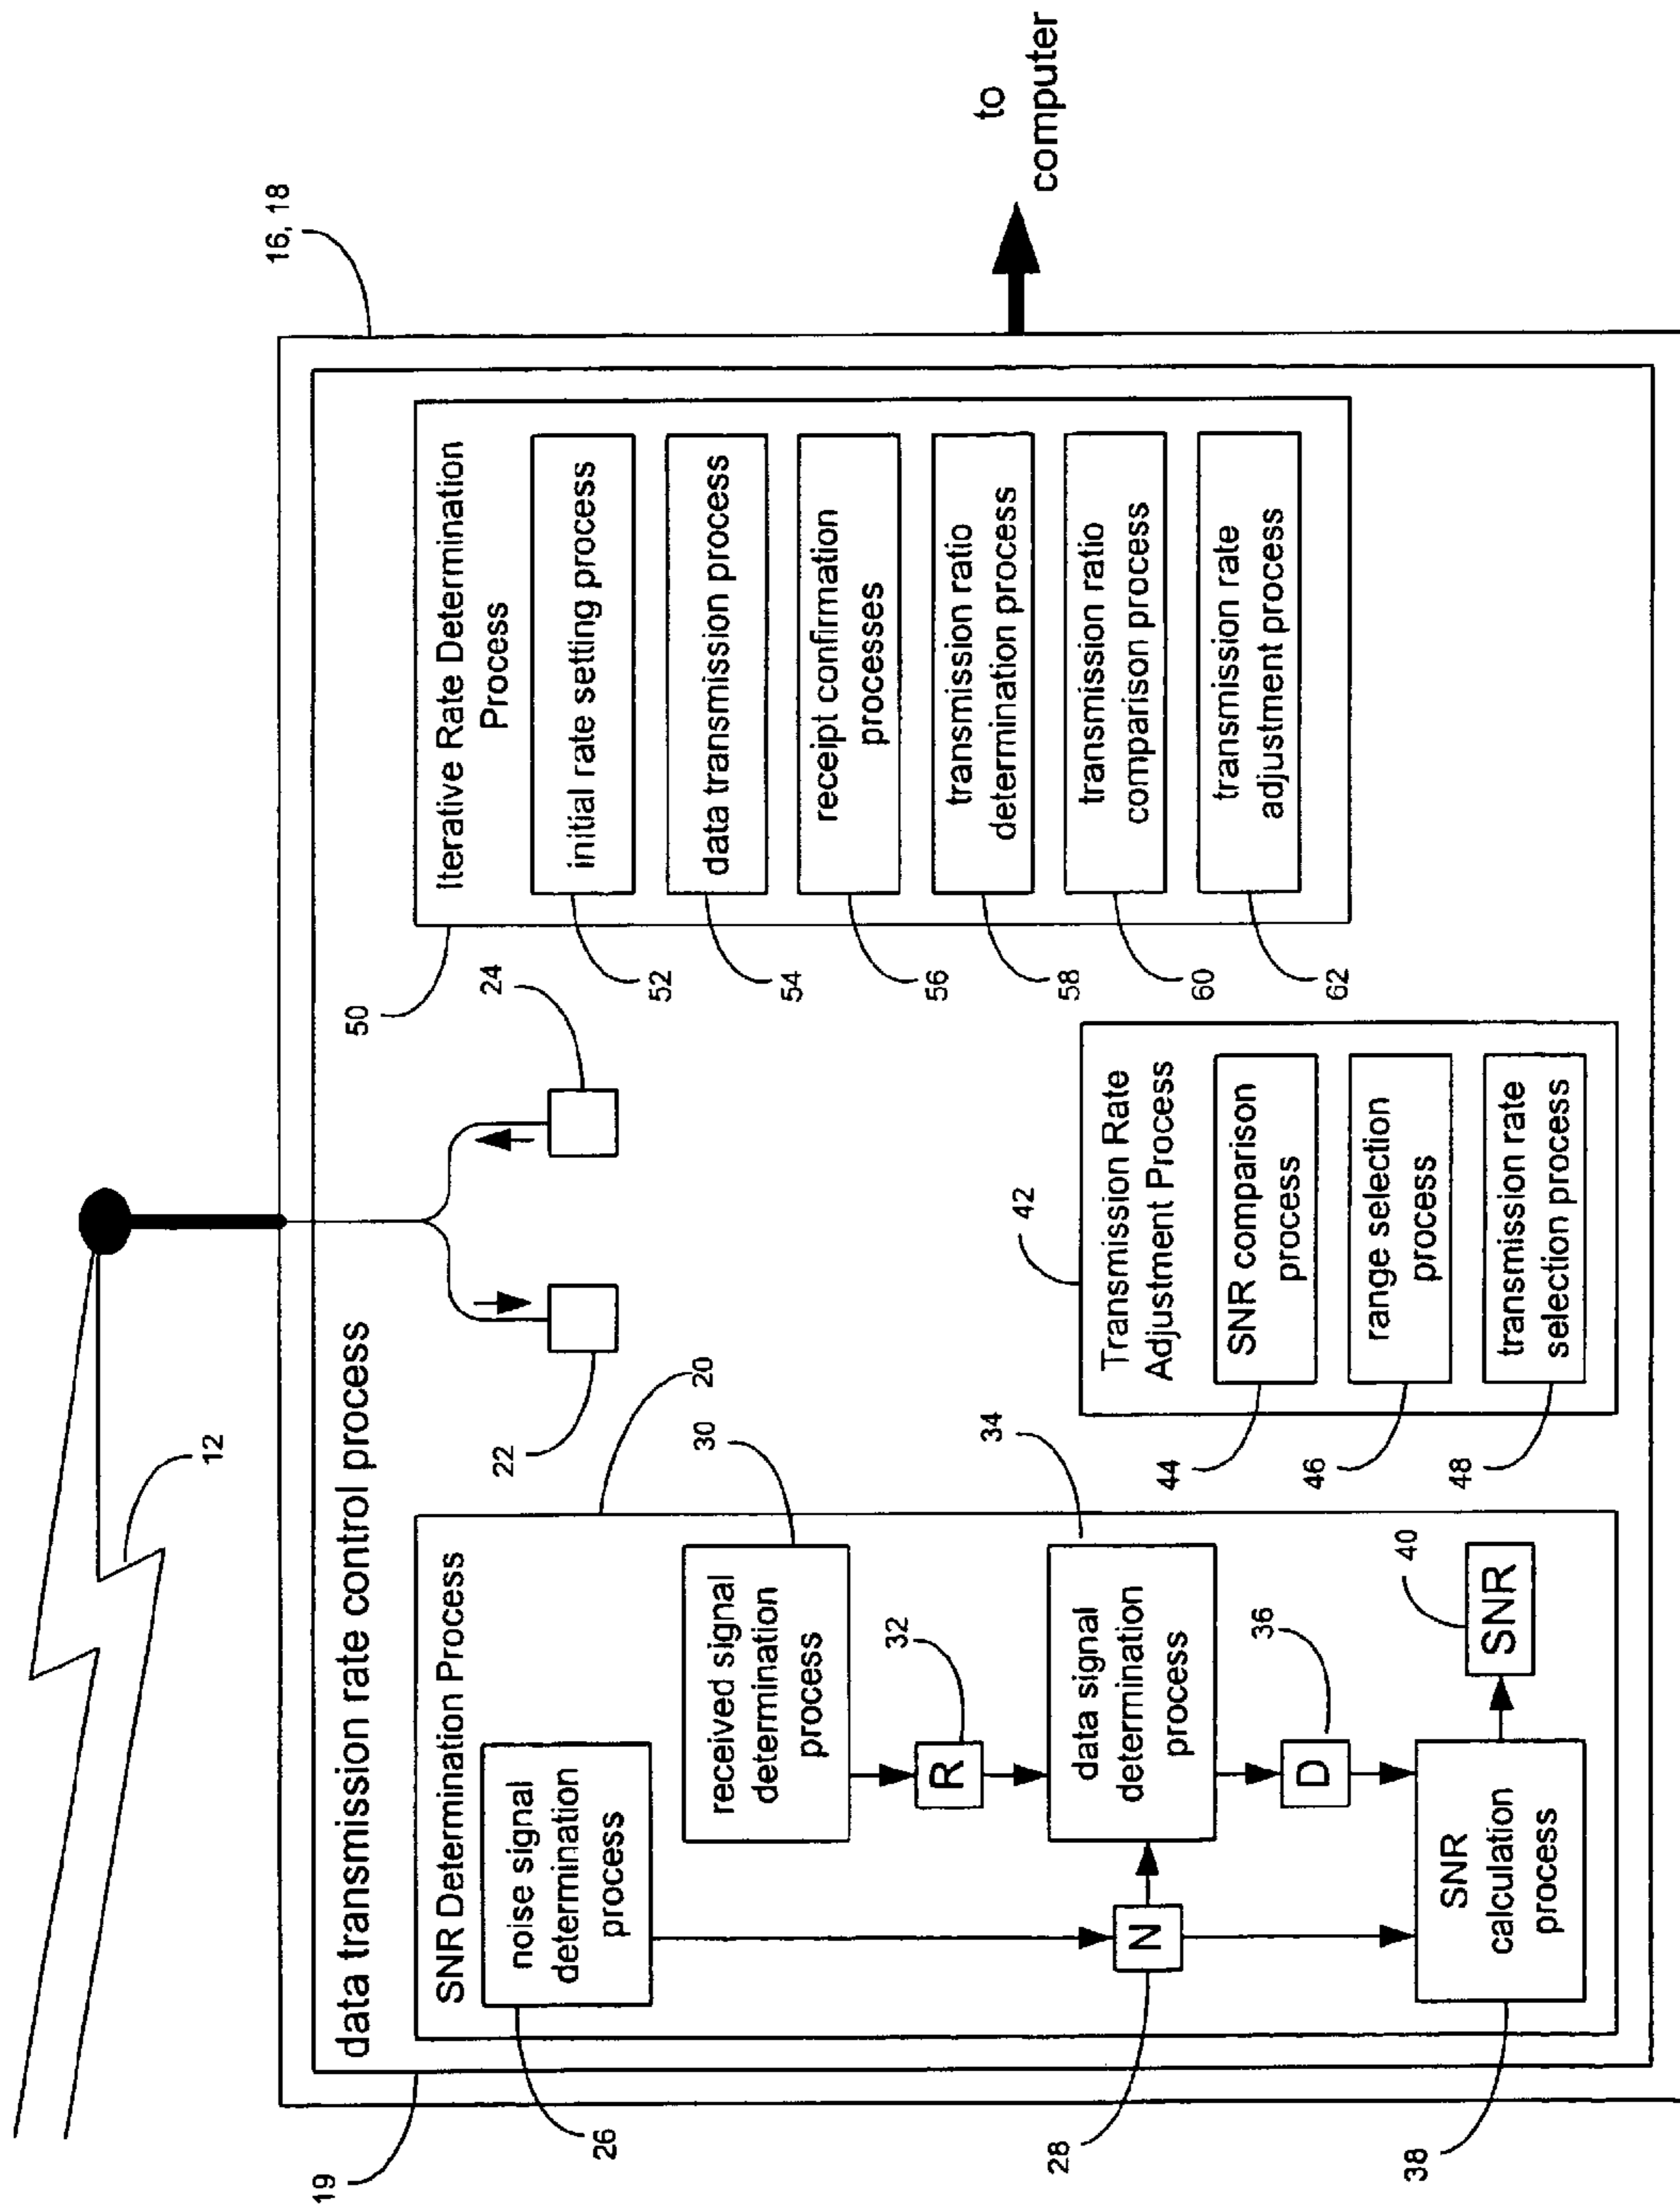 12
16, 18
to
computer
19
data transmission rate control process
20
SNR Determination Process
26
noise signal
determination
process
30
received signal
determination
process
32
R
28
N
34
data signal
determination
process
36
D
38
SNR
calculation
process
40
SNR
22
24
42
Transmission Rate
Adjustment Process
44
SNR comparison
process
46
range selection
process
48
transmission rate
selection process
50
Iterative Rate Determination
Process
52
initial rate setting process
54
data transmission process
56
receipt confirmation
processes
58
transmission ratio
determination process
60
transmission ratio
comparison process
62
transmission rate
adjustment process